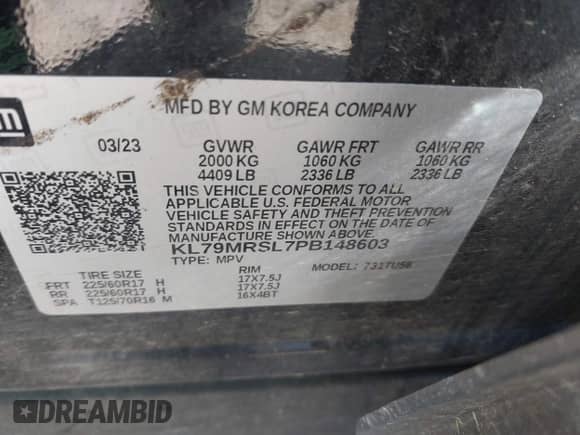 gm
MFD BY GM KOREA COMPANY
03/23 GVWR GAWR FRT GAWR RR
2000 KG 1060 KG 1060 KG
4409 LB 2336 LB 2336 LB
THIS VEHICLE CONFORMS TO ALL
APPLICABLE U.S. FEDERAL MOTOR
VEHICLE SAFETY AND THEFT PREVENTION
STANDARDS IN EFFECT ON THE DATE OF
MANUFACTURE SHOWN ABOVE.
KL79MRSL7PB148603
TYPE: MPV MODEL: 731TU56
TIRE SIZE RIM
FRT 225/60R17 H 17X7.5J
RR 225/60R17 H 17X7.5J
SPA T125/70R16 M 16X4BT
DREAMBID